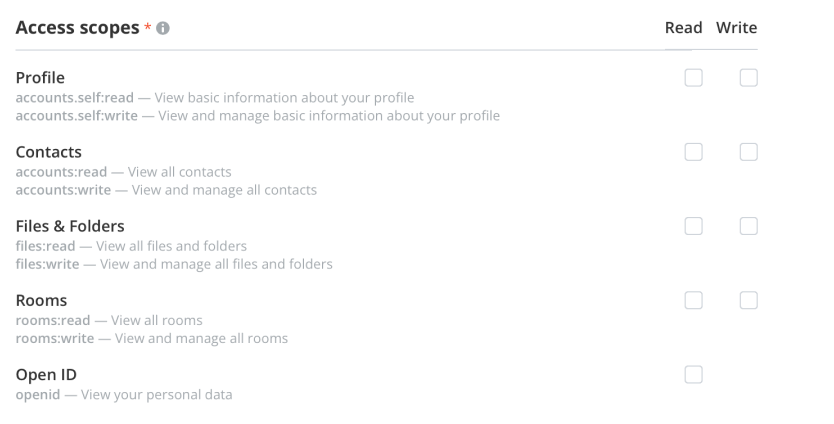 Access scopes * Read Write
Profile
accounts.self:read — View basic information about your profile
accounts.self:write — View and manage basic information about your profile
Contacts
accounts:read — View all contacts
accounts:write — View and manage all contacts
Files & Folders
files:read — View all files and folders
files:write — View and manage all files and folders
Rooms
rooms:read — View all rooms
rooms:write — View and manage all rooms
Open ID
openid — View your personal data